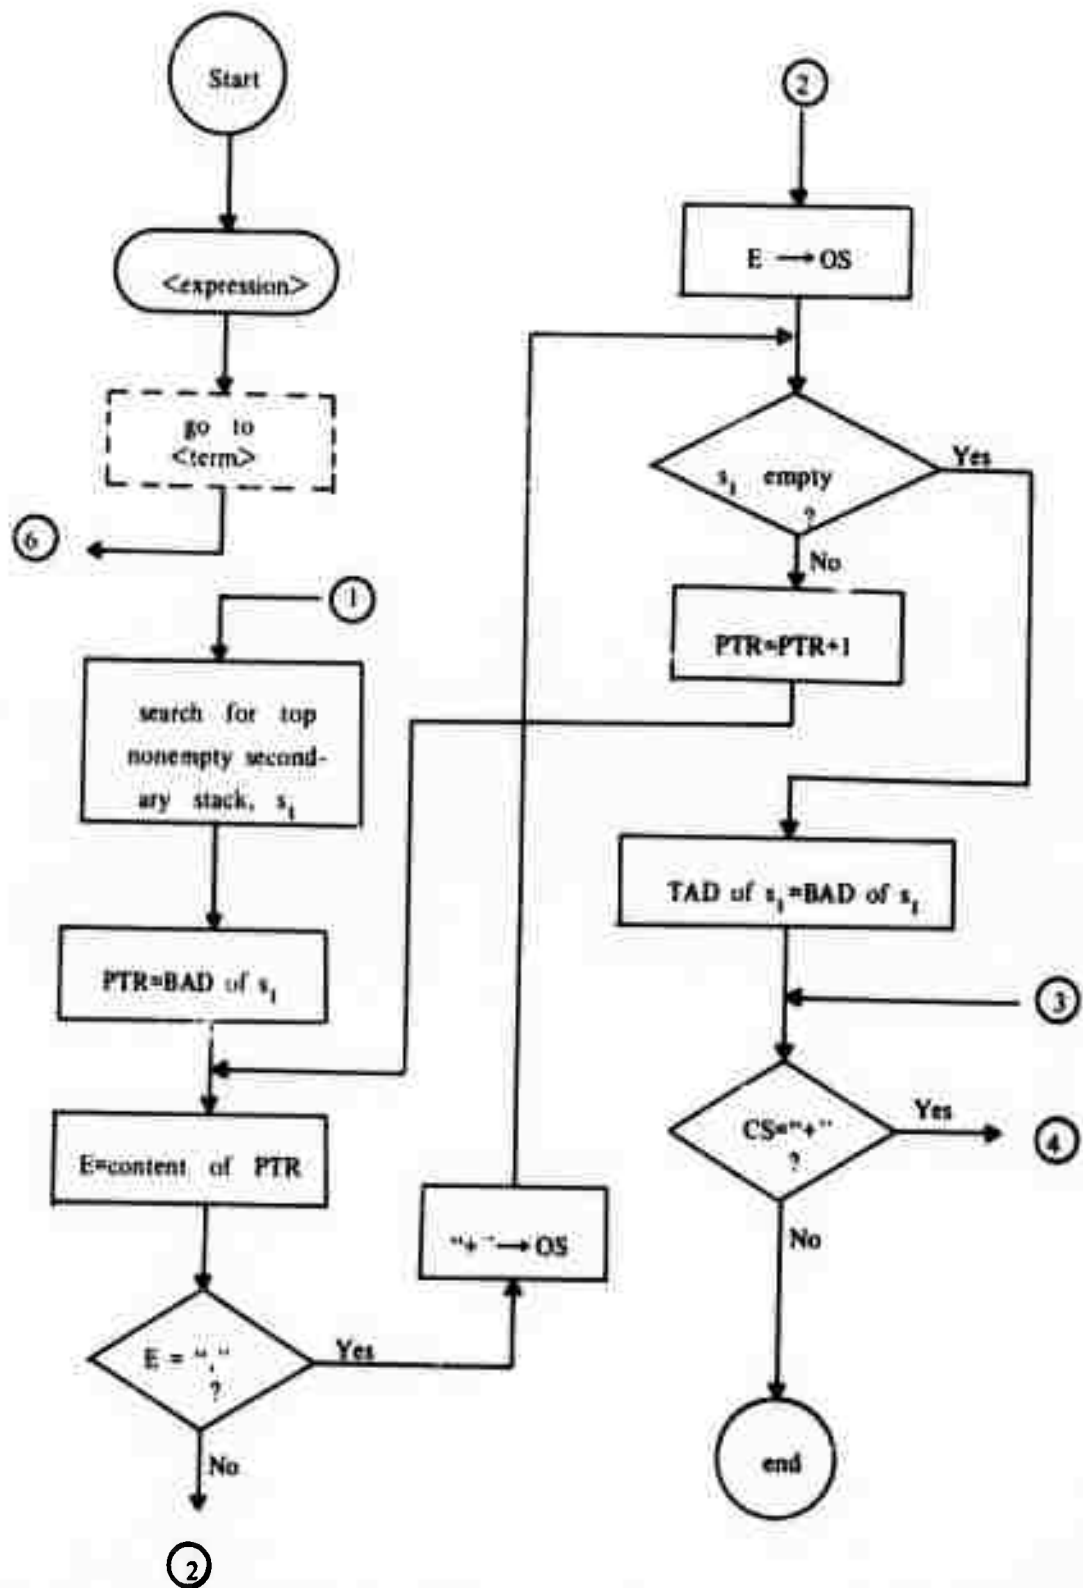 Start
<expression>
go to
<term>
6
1
search for top
nonempty second-
ary stack, s₁
PTR=BAD of s₁
E=content of PTR
E = ","
?
Yes
No
2
"+"→OS
2
E → OS
s₁ empty
?
Yes
No
PTR=PTR+1
TAD of s₁=BAD of s₁
3
CS="+"
?
Yes
4
No
end